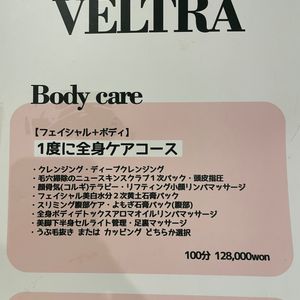 VELTRA
Body care
【フェイシャル＋ボディ】
1度に全身ケアコース
・クレンジング・ディープクレンジング
・毛穴掃除のニュースキンスクラブ1次パック・頭皮指圧
・顔骨気(コルギ)テラピー・リフティング小顔リンパマッサージ
・フェイシャル美白水分2次黄土石膏パック
・スリミング腹部ケア・よもぎ石膏パック(腹部)
・全身ボディデトックスアロマオイルリンパマッサージ
・美脚下半身セルライト管理・足裏マッサージ
・うぶ毛抜き または カッピング どちらか選択
100分 128,000won